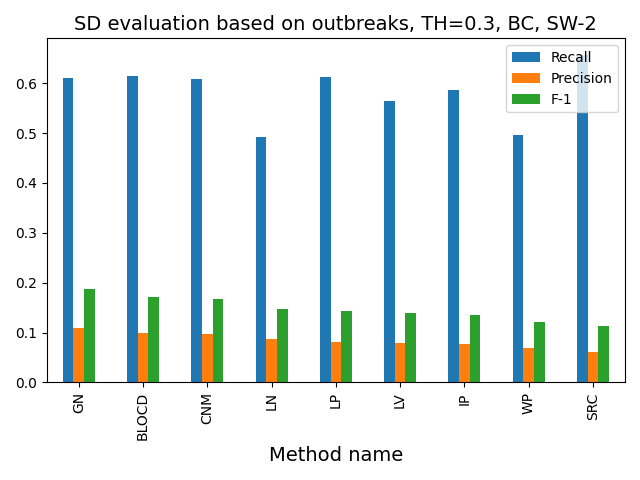 SD evaluation based on outbreaks, TH=0.3, BC, SW-2
Recall
Precision
F-1
0.6
0.5
0.4
0.3
0.2
0.1
0.0
GN
BLOCD
CNM
LN
LP
LV
IP
WP
SRC
Method name